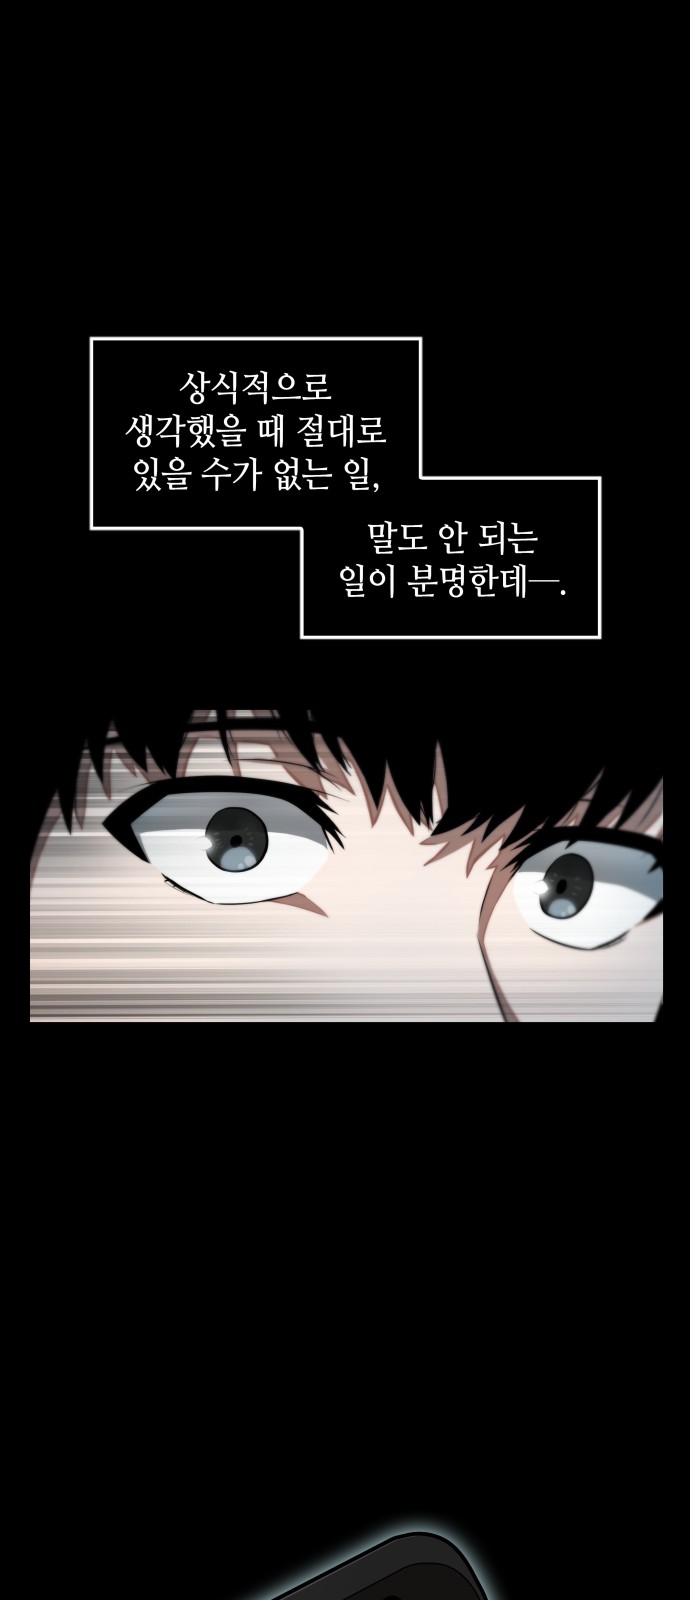 상식적으로
생각했을 때 절대로
있을 수가 없는 일,
말도 안 되는
일이 분명한데─.